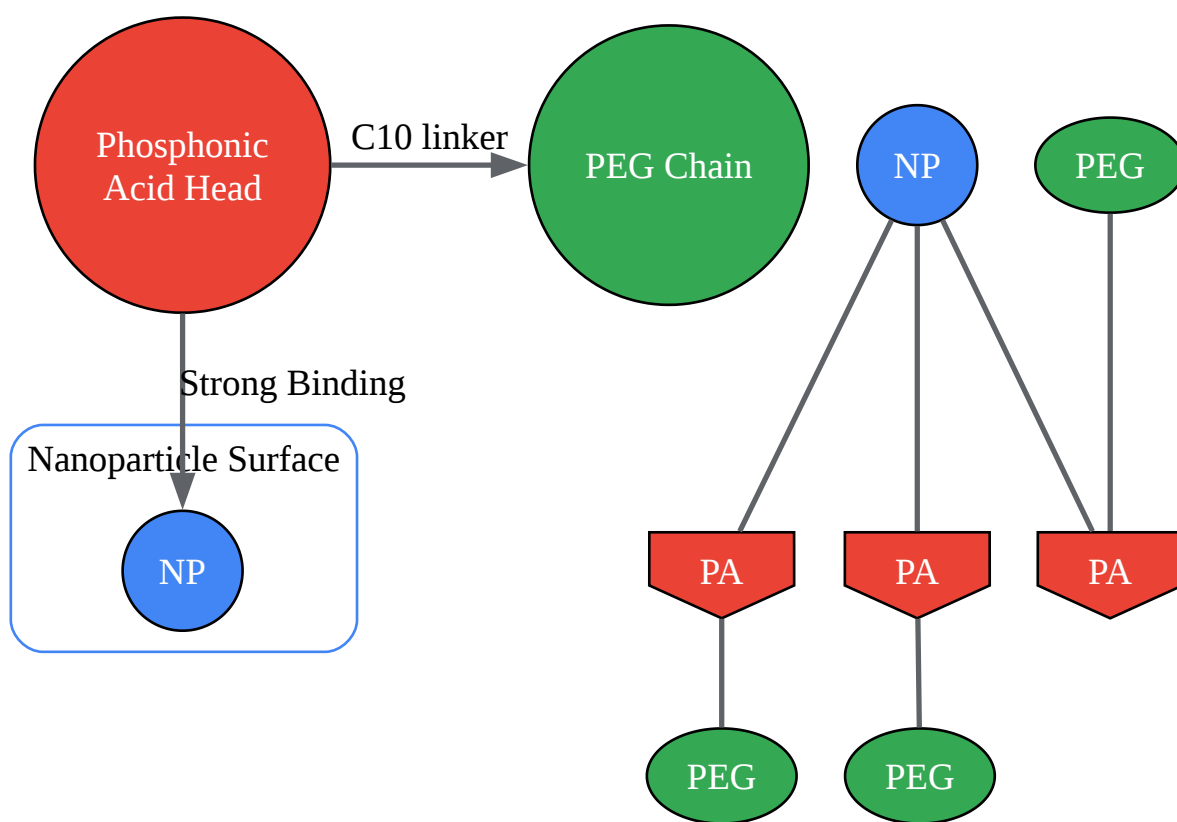 Phosphonic
Acid Head
C10 linker
PEG Chain
NP
PEG
Strong Binding
Nanoparticle Surface
NP
PA
PA
PA
PEG
PEG